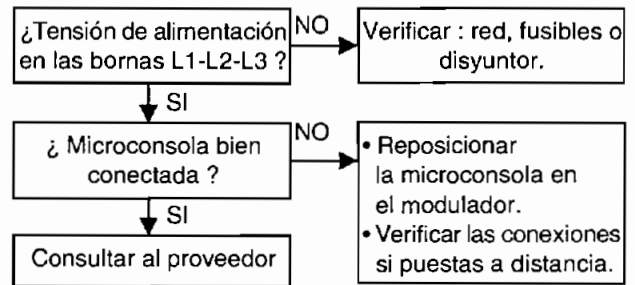 ¿Tensión de alimentación
en las bornas L1-L2-L3 ?
NO
Verificar : red, fusibles o
disyuntor.
SI
¿ Microconsola bien
conectada ?
NO
• Reposicionar
la microconsola en
el modulador.
• Verificar las conexiones
si puestas a distancia.
SI
Consultar al proveedor